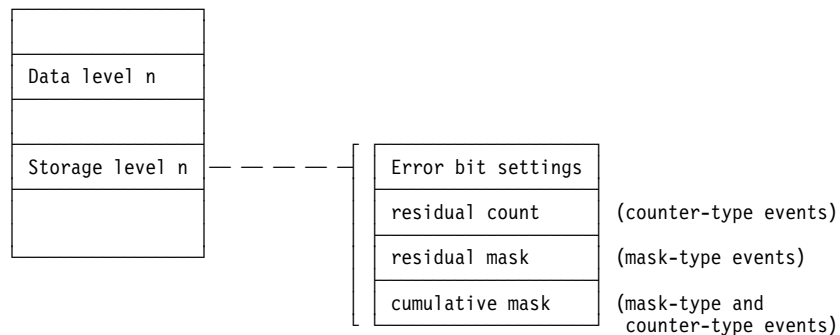 Data level n
Storage level n
Error bit settings
residual count (counter-type events)
residual mask (mask-type events)
cumulative mask (mask-type and
counter-type events)